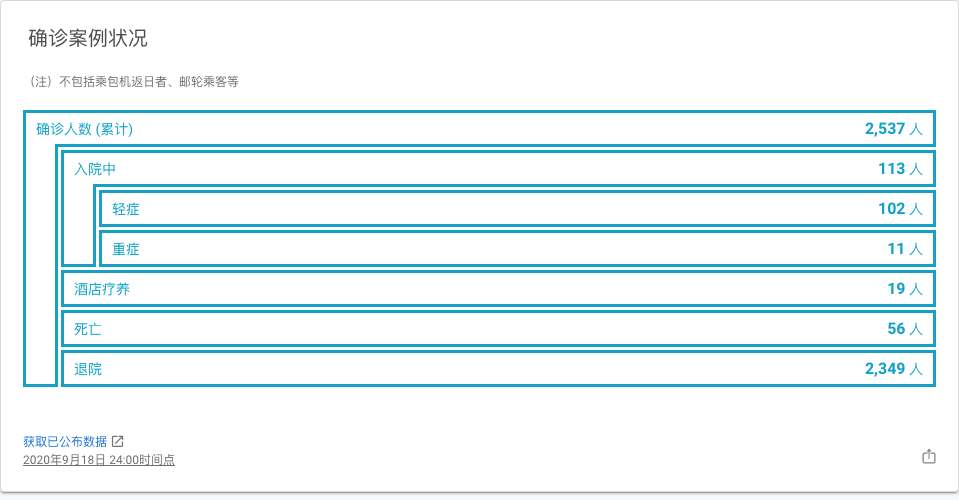 确诊案例状况
（注）不包括乘包机返日者、邮轮乘客等
确诊人数 (累计) 2,537 人
入院中 113 人
轻症 102 人
重症 11 人
酒店疗养 19 人
死亡 56 人
退院 2,349 人
获取已公布数据
2020年9月18日 24:00时间点